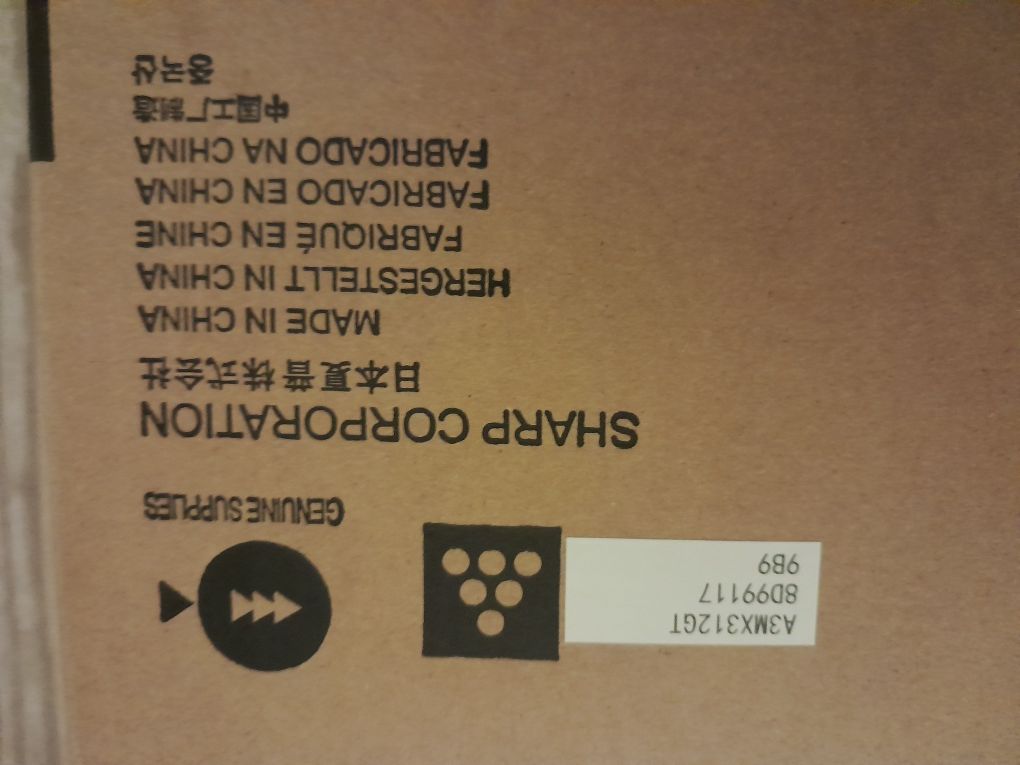 A3MX312GT
8D99117
9B9
GENUINE SUPPLIES
SHARP CORPORATION
日本夏普株式会社
MADE IN CHINA
HERGESTELLT IN CHINA
FABRIQUÉ EN CHINE
FABRICADO EN CHINA
FABRICADO NA CHINA
中国工厂制造
중국산